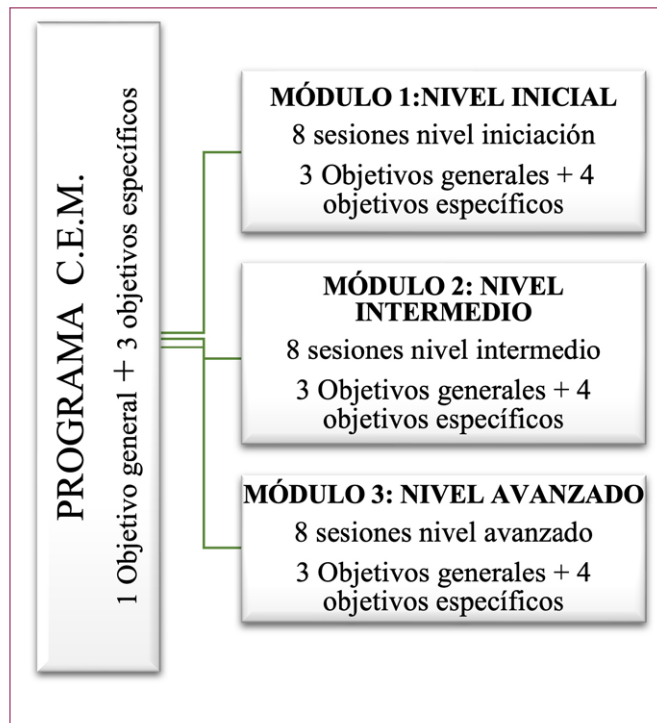 PROGRAMA C.E.M.
1 Objetivo general + 3 objetivos específicos
MÓDULO 1:NIVEL INICIAL
8 sesiones nivel iniciación
3 Objetivos generales + 4
objetivos específicos
MÓDULO 2: NIVEL
INTERMEDIO
8 sesiones nivel intermedio
3 Objetivos generales + 4
objetivos específicos
MÓDULO 3: NIVEL AVANZADO
8 sesiones nivel avanzado
3 Objetivos generales + 4
objetivos específicos